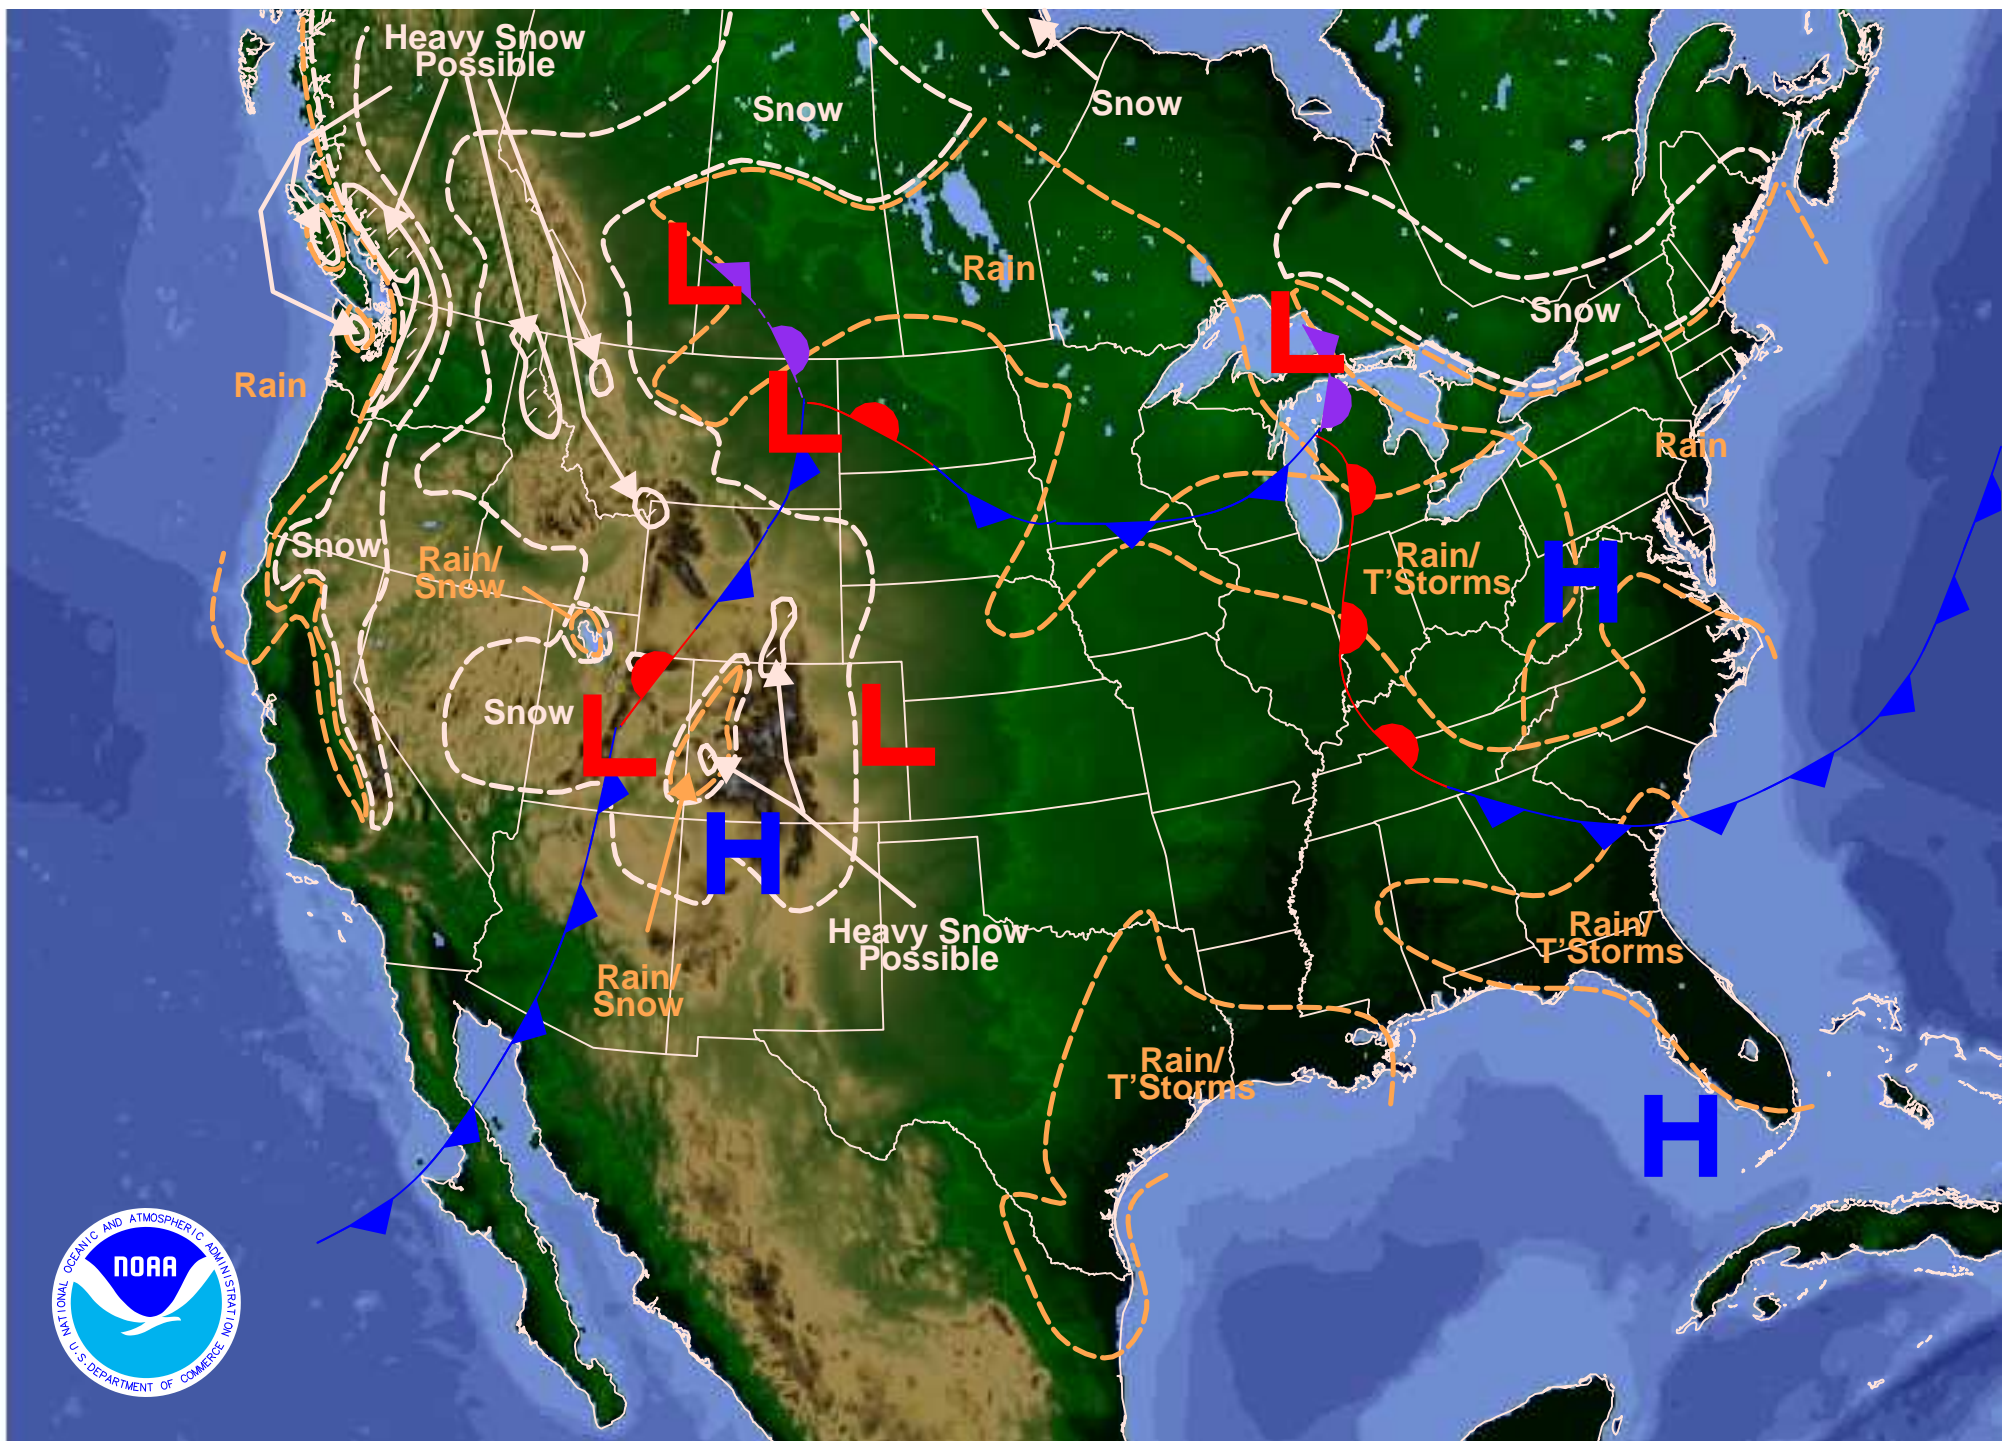 Heavy Snow
Possible
Snow
Snow
Rain
Snow
Rain
Rain
Snow
Rain/
Snow
Rain/
T'Storms
Snow
Heavy Snow
Possible
Rain/
T'Storms
Rain/
Snow
Rain/
T'Storms
L
L
L
L
L
H
H
H
NATIONAL OCEANIC AND ATMOSPHERIC ADMINISTRATION
NOAA
U.S. DEPARTMENT OF COMMERCE